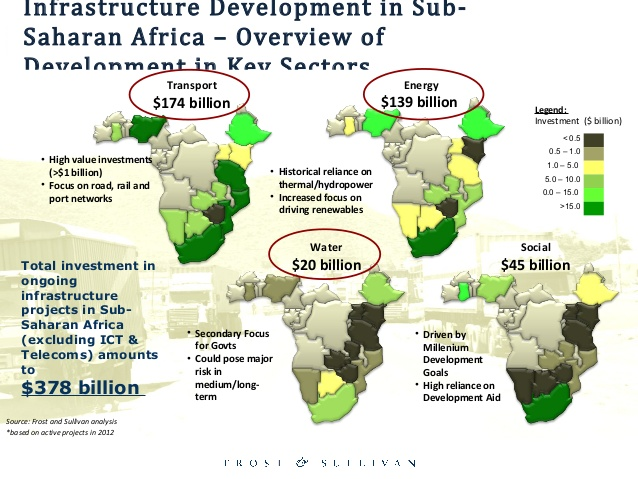 Infrastructure Development in Sub-
Saharan Africa – Overview of
Development in Key Sectors
Transport
$174 billion
Energy
$139 billion
Legend:
Investment ($ billion)
< 0.5
0.5 – 1.0
1.0 – 5.0
5.0 – 10.0
0.0 – 15.0
>15.0
• High value investments
(>$1 billion)
• Focus on road, rail and
port networks
• Historical reliance on
thermal/hydropower
• Increased focus on
driving renewables
Water
$20 billion
Social
$45 billion
Total investment in
ongoing
infrastructure
projects in Sub-
Saharan Africa
(excluding ICT &
Telecoms) amounts
to
$378 billion
• Secondary Focus
for Govts
• Could pose major
risk in
medium/long-
term
• Driven by
Millenium
Development
Goals
• High reliance on
Development Aid
Source: Frost and Sullivan analysis
*based on active projects in 2012
FROST & SULLIVAN